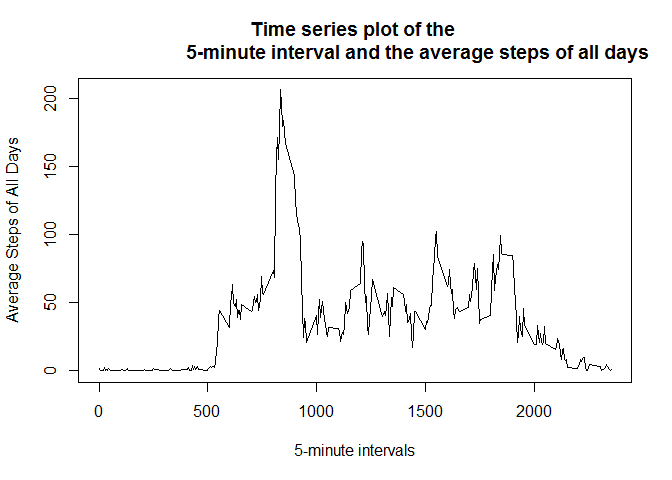 Time series plot of the
5-minute interval and the average steps of all days
Average Steps of All Days
200
150
100
50
0
0 500 1000 1500 2000
5-minute intervals